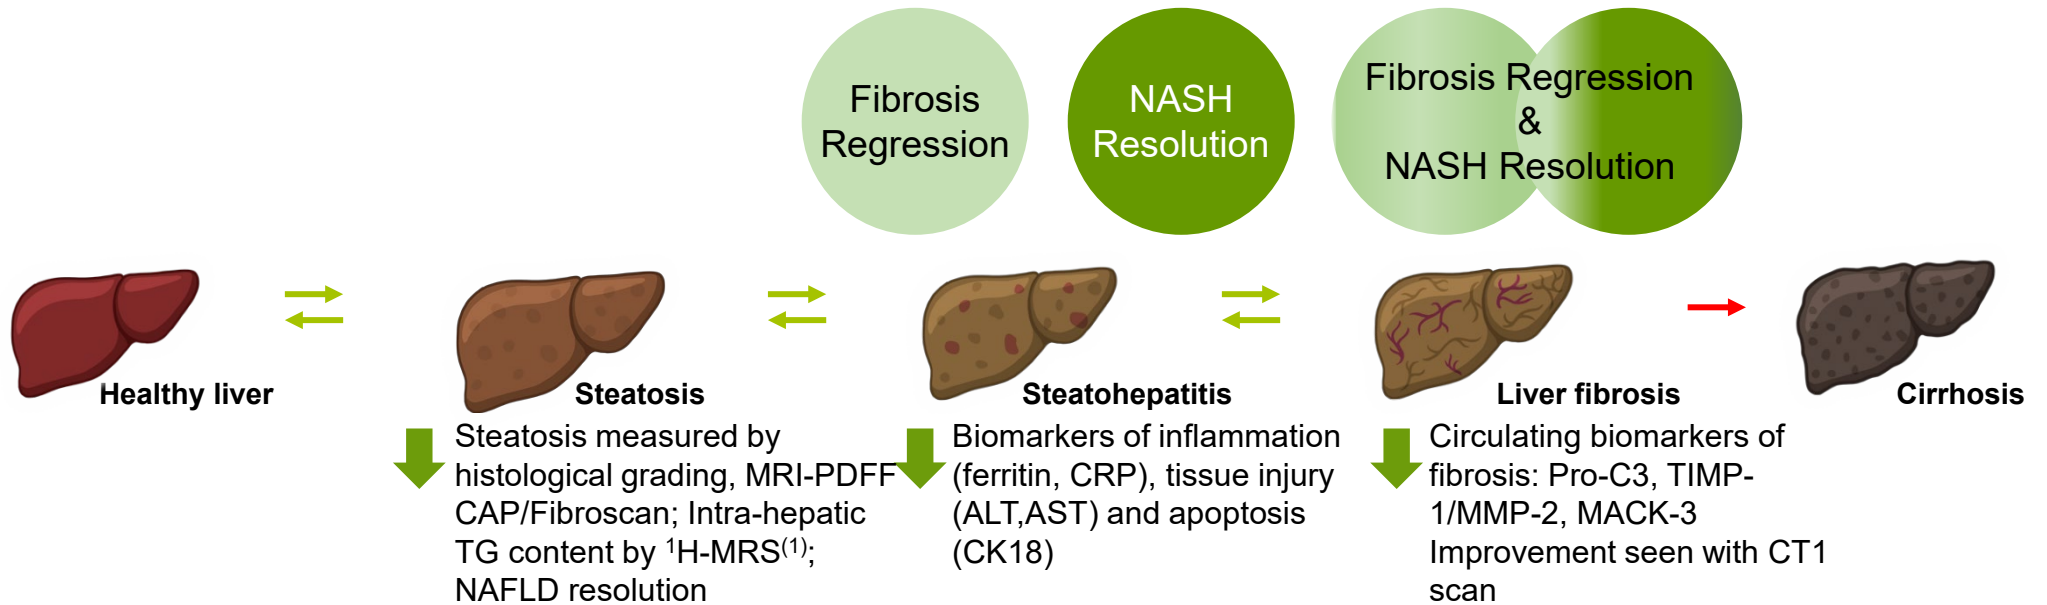 Fibrosis
Regression
NASH
Resolution
Fibrosis Regression
&
NASH Resolution
Healthy liver
Steatosis
Steatohepatitis
Liver fibrosis
Cirrhosis
Steatosis measured by
histological grading, MRI-PDFF
CAP/Fibroscan; Intra-hepatic
TG content by ¹H-MRS⁽¹⁾;
NAFLD resolution
Biomarkers of inflammation
(ferritin, CRP), tissue injury
(ALT,AST) and apoptosis
(CK18)
Circulating biomarkers of
fibrosis: Pro-C3, TIMP-
1/MMP-2, MACK-3
Improvement seen with CT1
scan